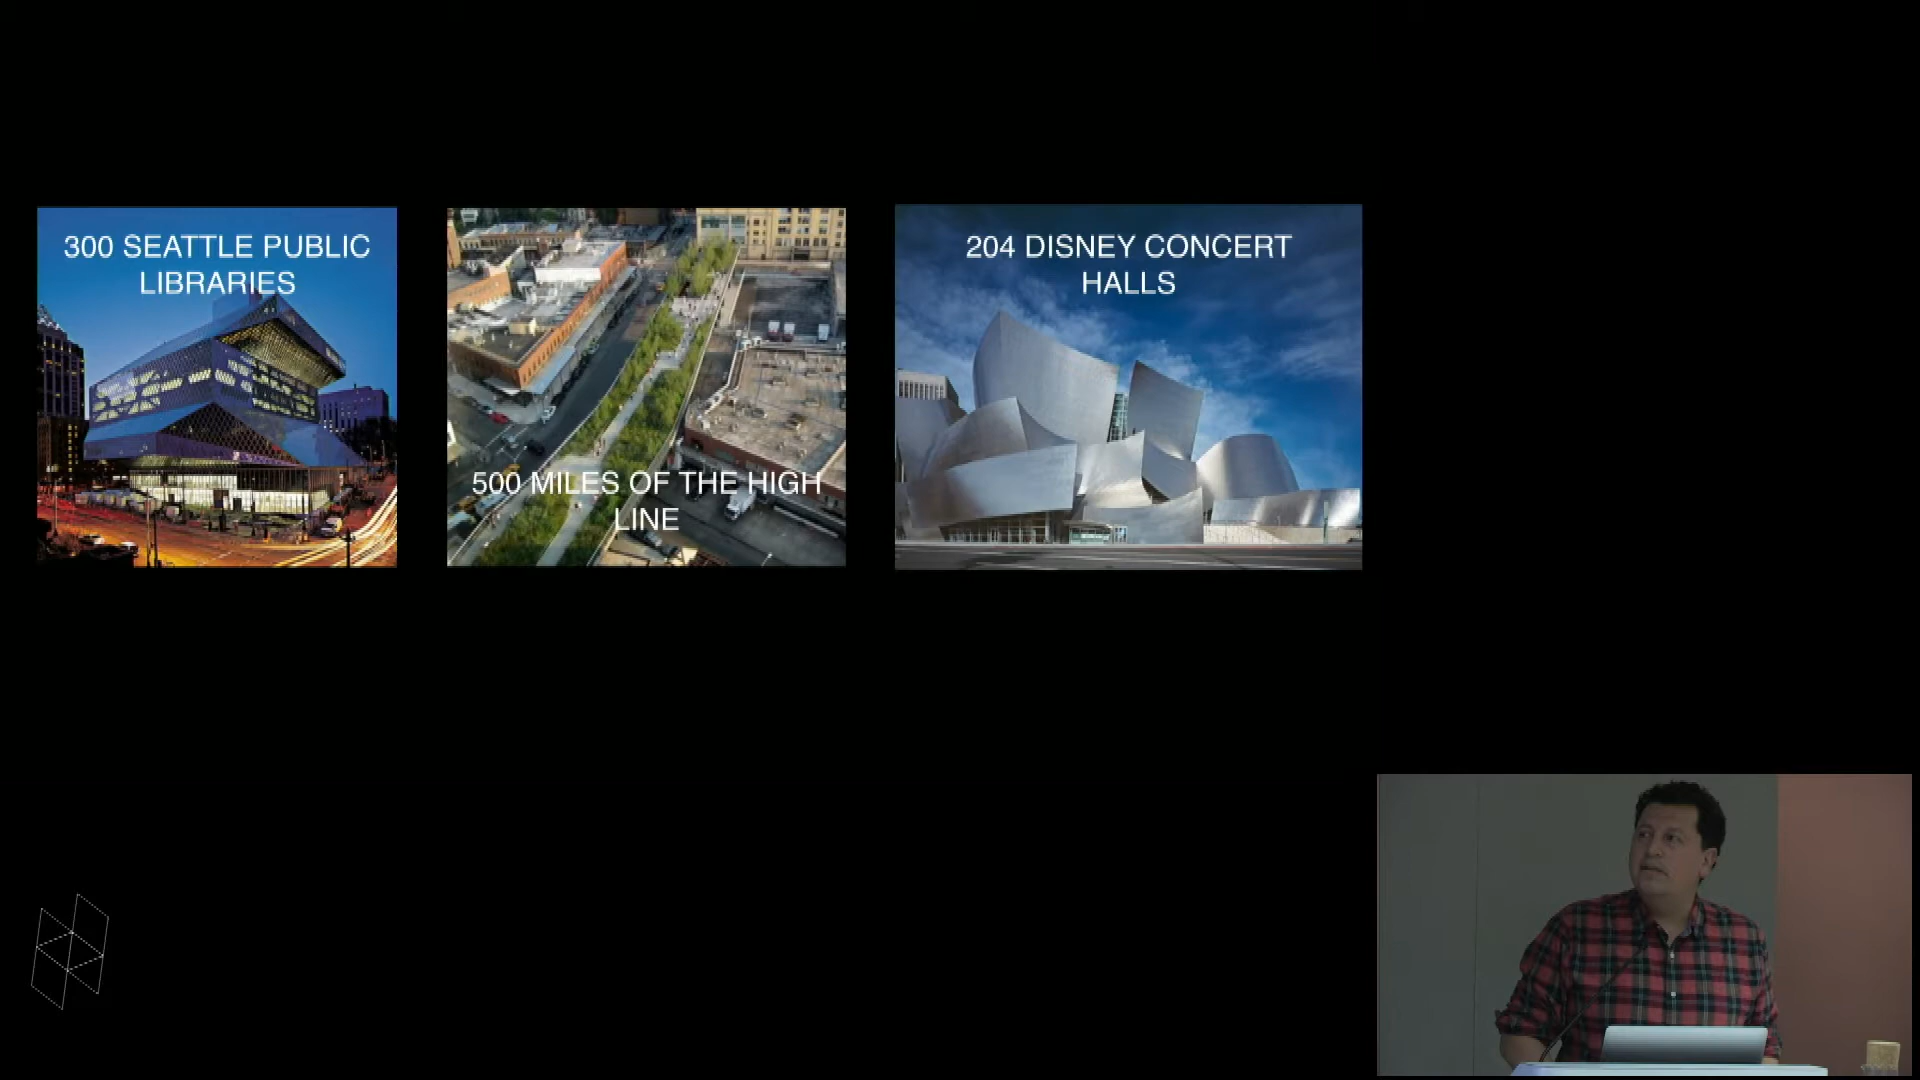 300 SEATTLE PUBLIC
LIBRARIES
500 MILES OF THE HIGH
LINE
204 DISNEY CONCERT
HALLS